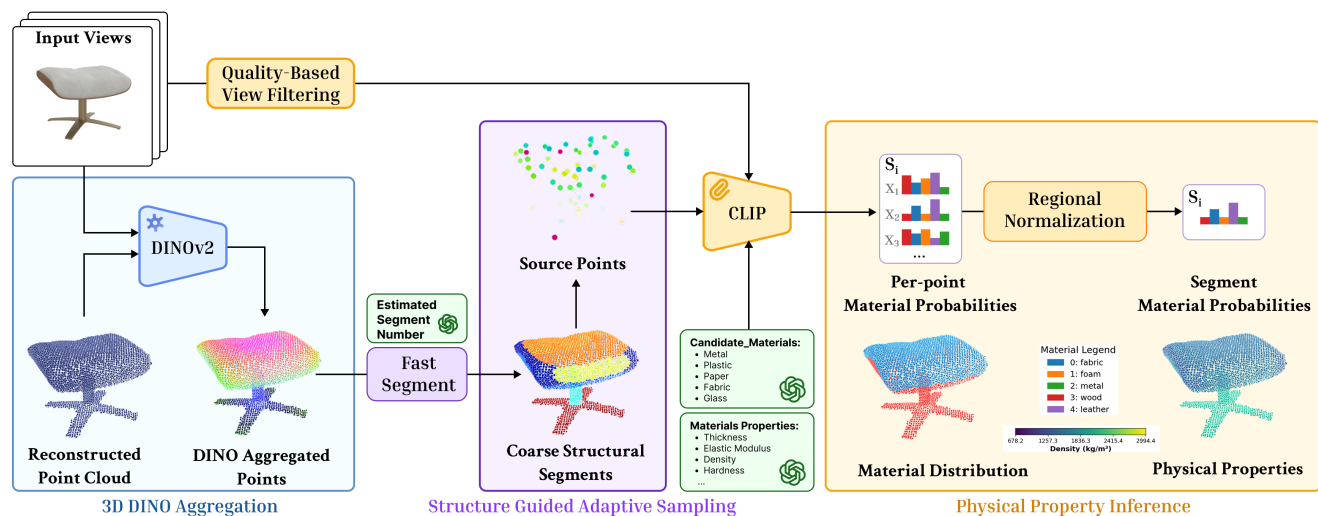 Input Views
Quality-Based
View Filtering
DINOv2
Reconstructed
Point Cloud
DINO Aggregated
Points
3D DINO Aggregation
Estimated
Segment
Number
Fast
Segment
Source Points
Coarse Structural
Segments
Structure Guided Adaptive Sampling
CLIP
Candidate_Materials:
• Metal
• Plastic
• Paper
• Fabric
• Glass
Materials Properties:
• Thickness
• Elastic Modulus
• Density
• Hardness
...
Si
X1
X2
X3
...
Per-point
Material Probabilities
Regional
Normalization
Si
Segment
Material Probabilities
Material Legend
0: fabric
1: foam
2: metal
3: wood
4: leather
678.2 1257.3 1836.3 2415.4 2994.4
Density (kg/m³)
Material Distribution
Physical Properties
Physical Property Inference